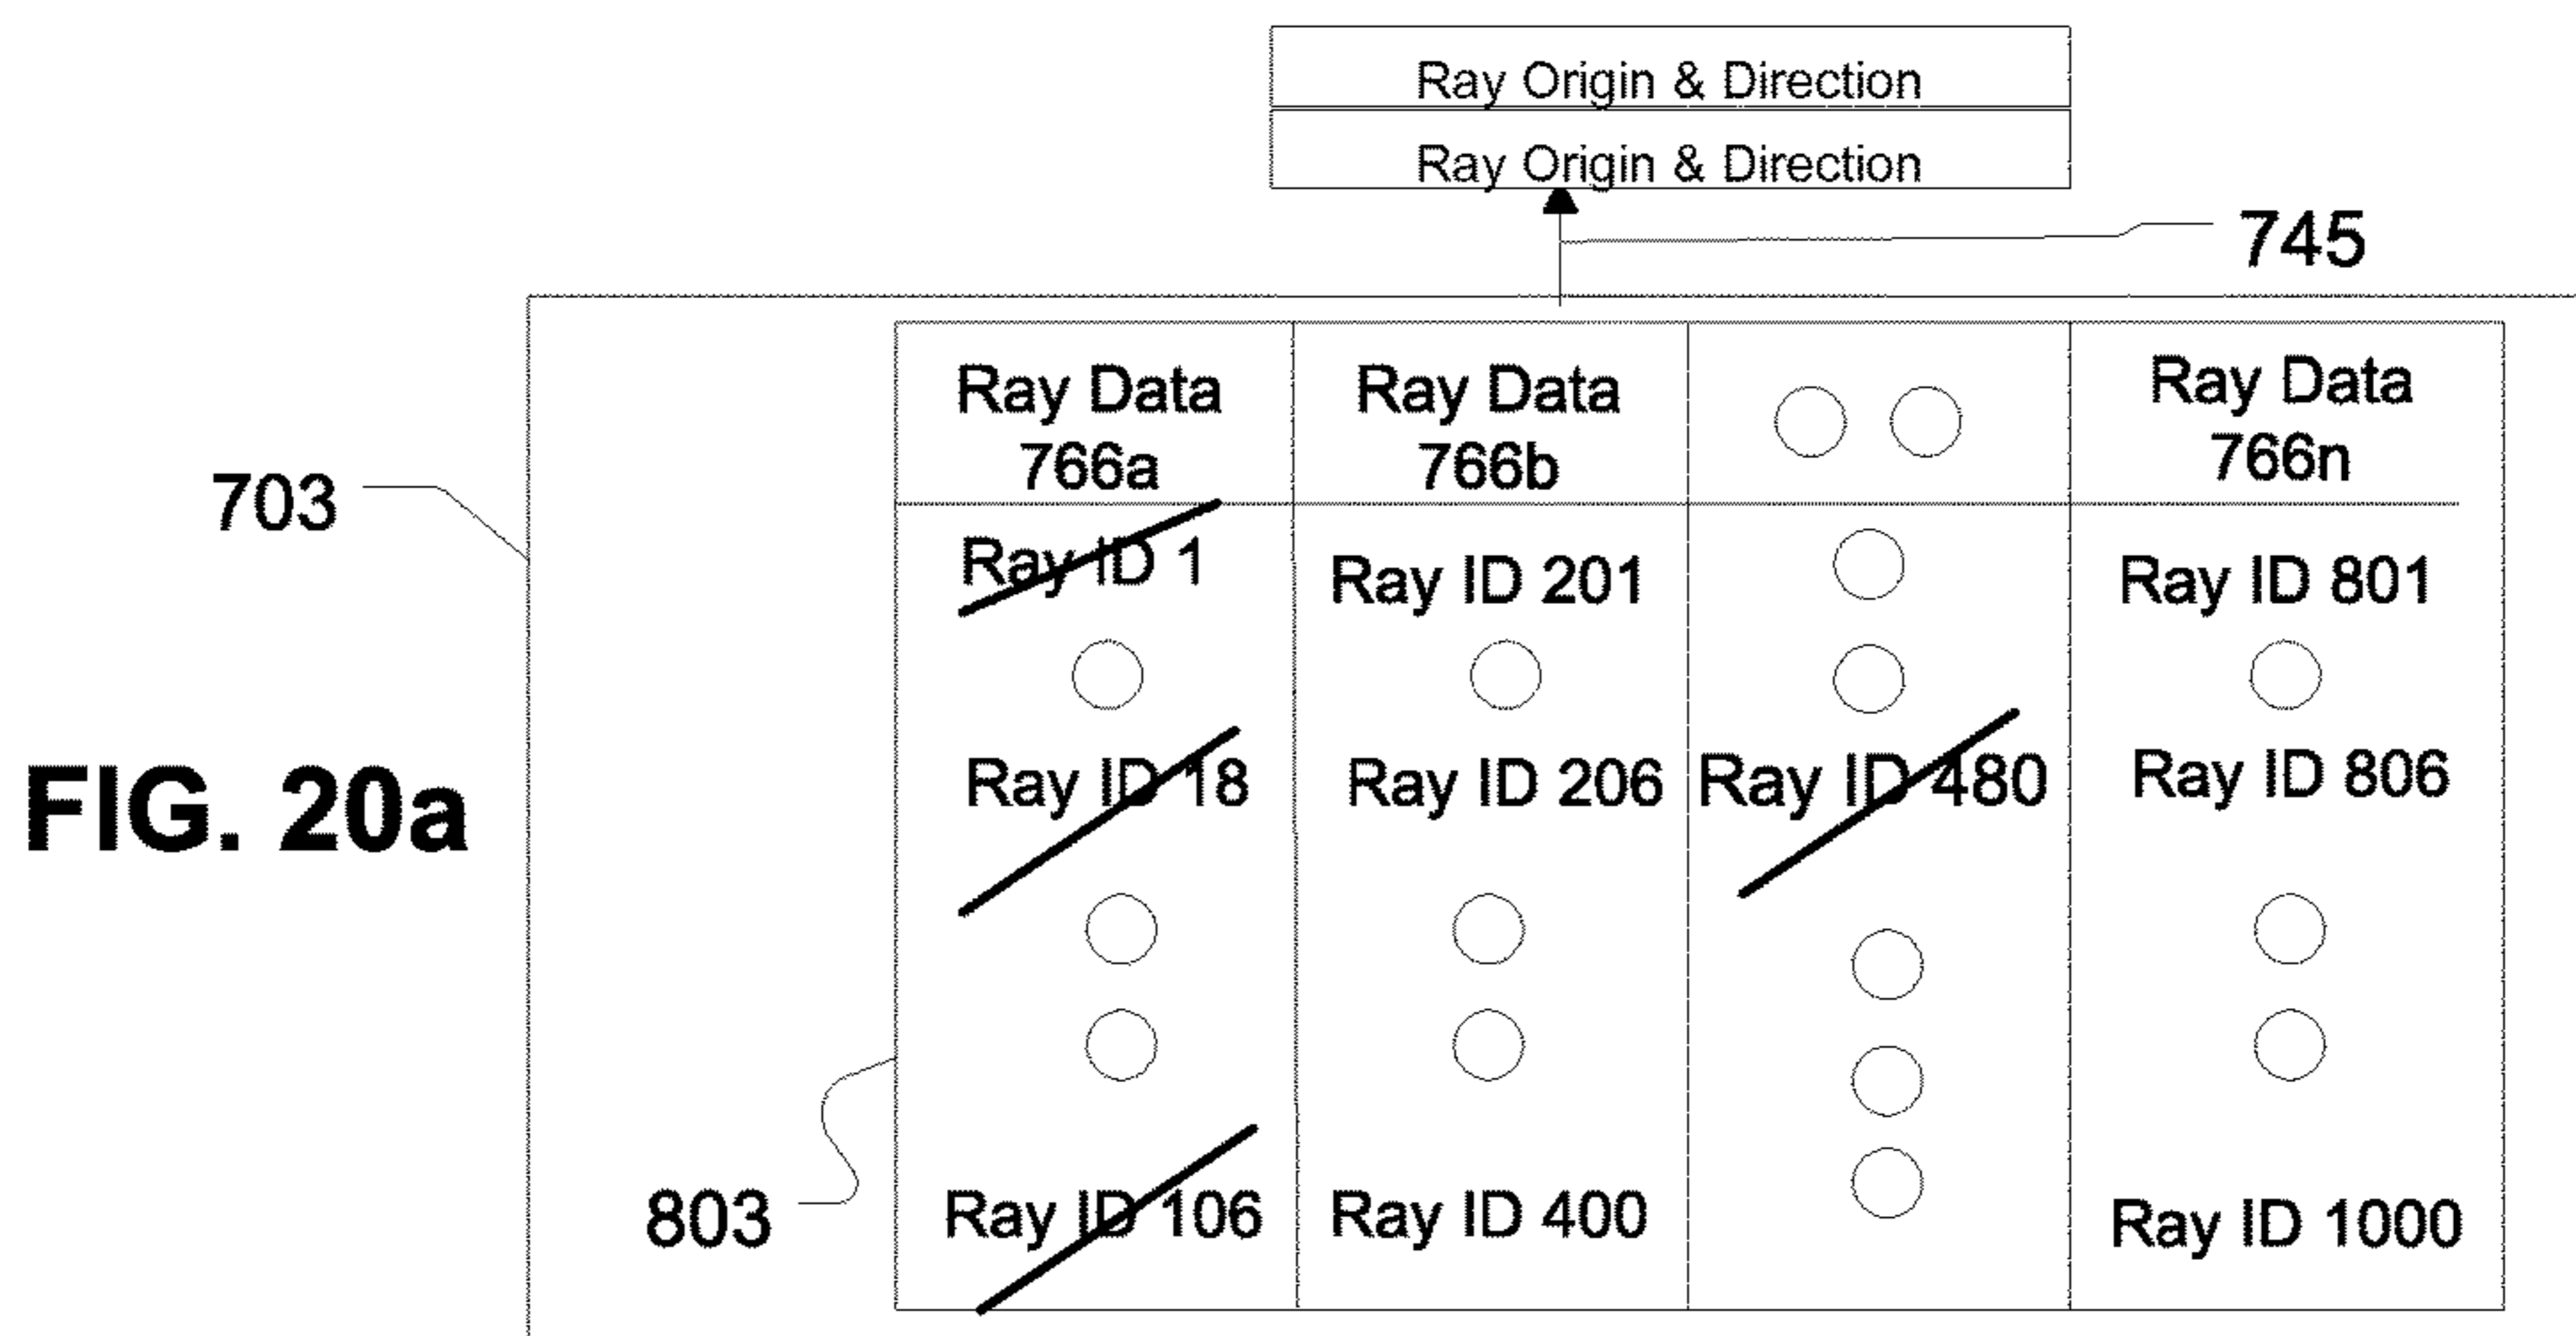 Ray Origin & Direction
Ray Origin & Direction
745
703
Ray Data
766a
Ray Data
766b
Ray Data
766n
Ray ID 1
Ray ID 201
Ray ID 801
FIG. 20a
Ray ID 18
Ray ID 206
Ray ID 480
Ray ID 806
803
Ray ID 106
Ray ID 400
Ray ID 1000